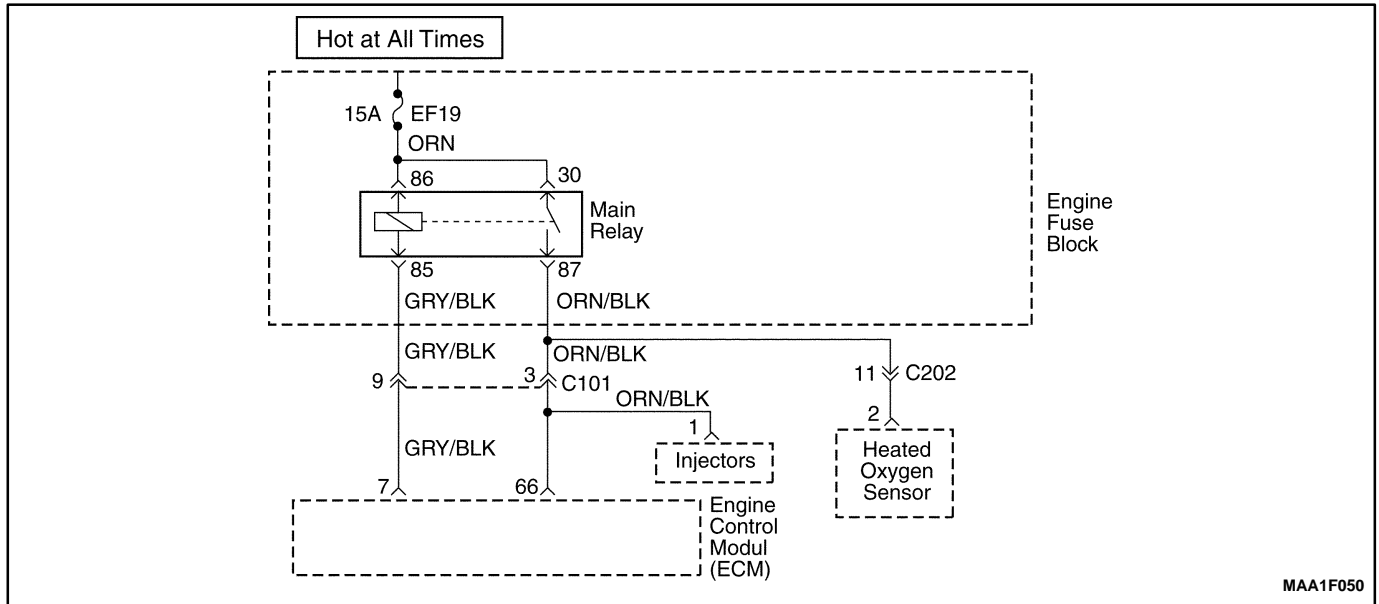 Hot at All Times
15A EF19
ORN
86 30
Main
Relay
Engine
Fuse
Block
85 87
GRY/BLK ORN/BLK
GRY/BLK ORN/BLK
9 3 C101
11 C202
ORN/BLK
1
2
GRY/BLK
Injectors
Heated
Oxygen
Sensor
7 66
Engine
Control
Modul
(ECM)
MAA1F050